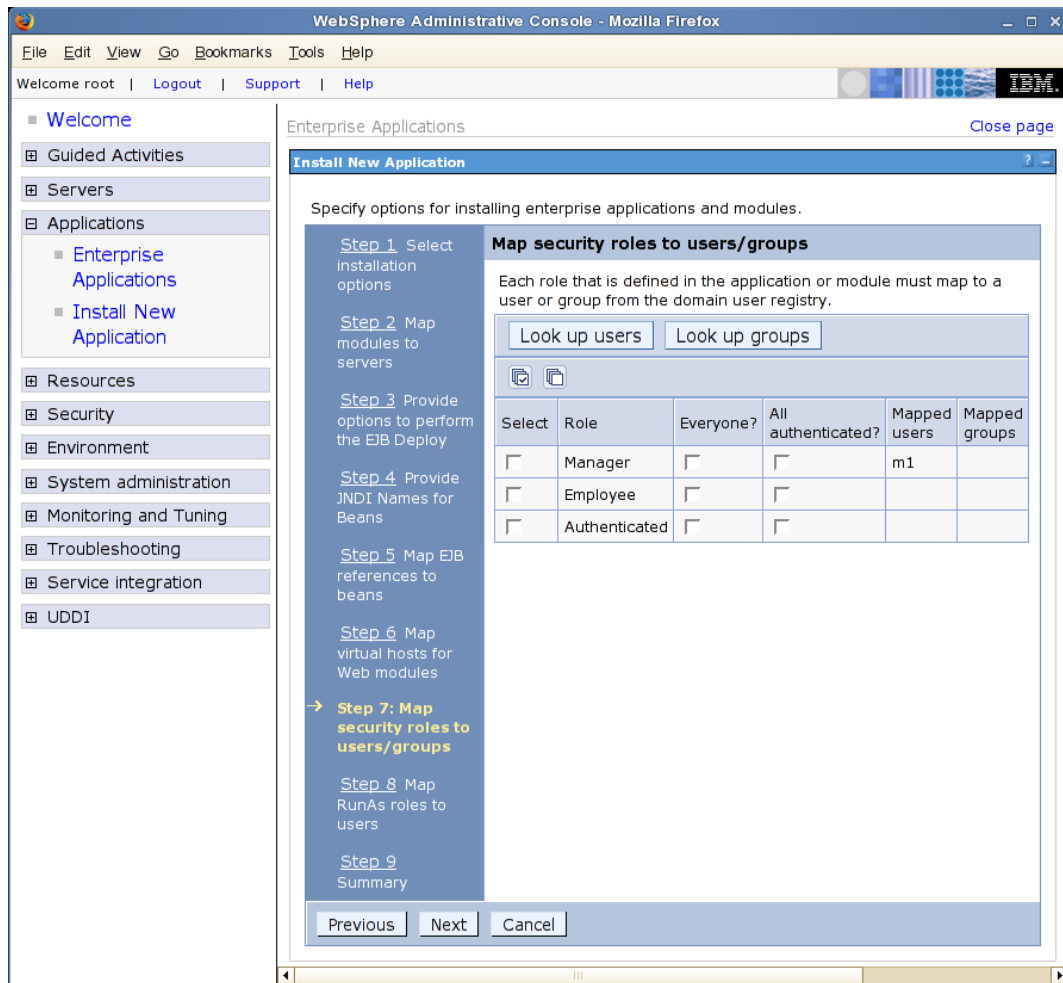 WebSphere Administrative Console - Mozilla Firefox
File Edit View Go Bookmarks Tools Help
Welcome root | Logout | Support | Help
IBM.
Welcome
Guided Activities
Servers
Applications
Enterprise
Applications
Install New
Application
Resources
Security
Environment
System administration
Monitoring and Tuning
Troubleshooting
Service integration
UDDI
Enterprise Applications
Close page
Install New Application
? –
Specify options for installing enterprise applications and modules.
Step 1 Select
installation
options
Step 2 Map
modules to
servers
Step 3 Provide
options to perform
the EJB Deploy
Step 4 Provide
JNDI Names for
Beans
Step 5 Map EJB
references to
beans
Step 6 Map
virtual hosts for
Web modules
Step 7: Map
security roles to
users/groups
Step 8 Map
RunAs roles to
users
Step 9
Summary
Map security roles to users/groups
Each role that is defined in the application or module must map to a
user or group from the domain user registry.
Look up users Look up groups
Select Role Everyone? All authenticated? Mapped users Mapped groups
Manager m1
Employee
Authenticated
Previous Next Cancel